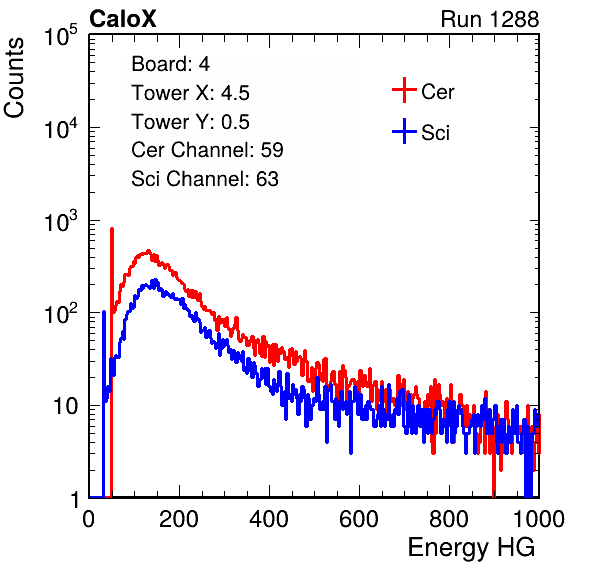 CaloX Run 1288
Counts
10^5
10^4
10^3
10^2
10
1
Board: 4
Tower X: 4.5
Tower Y: 0.5
Cer Channel: 59
Sci Channel: 63
Cer
Sci
0 200 400 600 800 1000
Energy HG